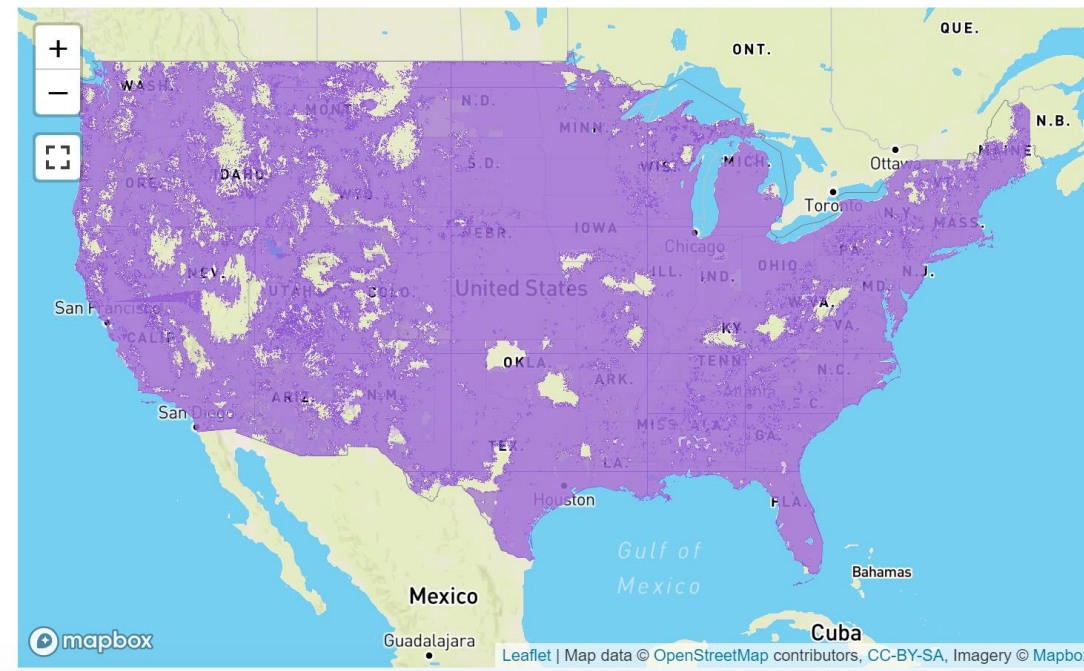 +
−
QUE.
ONT.
WASH.
MONT.
N.D.
MINN.
N.B.
MAINE
Ottawa
ORE.
IDAHO
WYO.
S.D.
WIS.
MICH.
VT.
Toronto
N.Y.
MASS.
NEBR.
IOWA
Chicago
PA.
NEV.
UTAH
COLO.
United States
ILL.
IND.
OHIO
MD.
N.J.
San Francisco
CALIF.
W.VA.
KY.
VA.
OKLA.
TENN.
ARIZ.
N.M.
ARK.
N.C.
Atlanta
S.C.
San Diego
MISS.
ALA.
GA.
TEX.
LA.
Houston
FLA.
Gulf of
Mexico
Bahamas
Mexico
Cuba
Guadalajara
mapbox
Leaflet | Map data © OpenStreetMap contributors, CC-BY-SA, Imagery © Mapbo